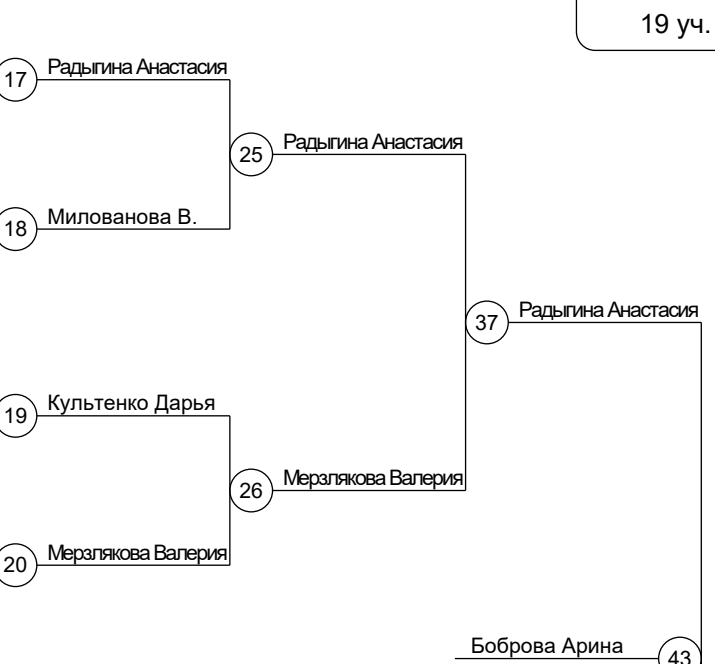 19 уч.
17 Радыгина Анастасия
25 Радыгина Анастасия
18 Милованова В.
37 Радыгина Анастасия
19 Культенко Дарья
26 Мерзлякова Валерия
20 Мерзлякова Валерия
Боброва Арина 43